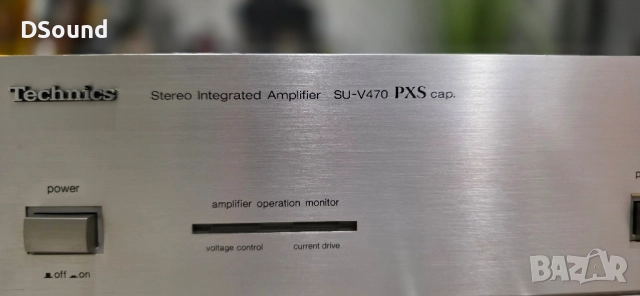 DSound
Technics Stereo Integrated Amplifier SU-V470 PXS cap.
power
amplifier operation monitor
voltage control current drive
off on
BAZAR